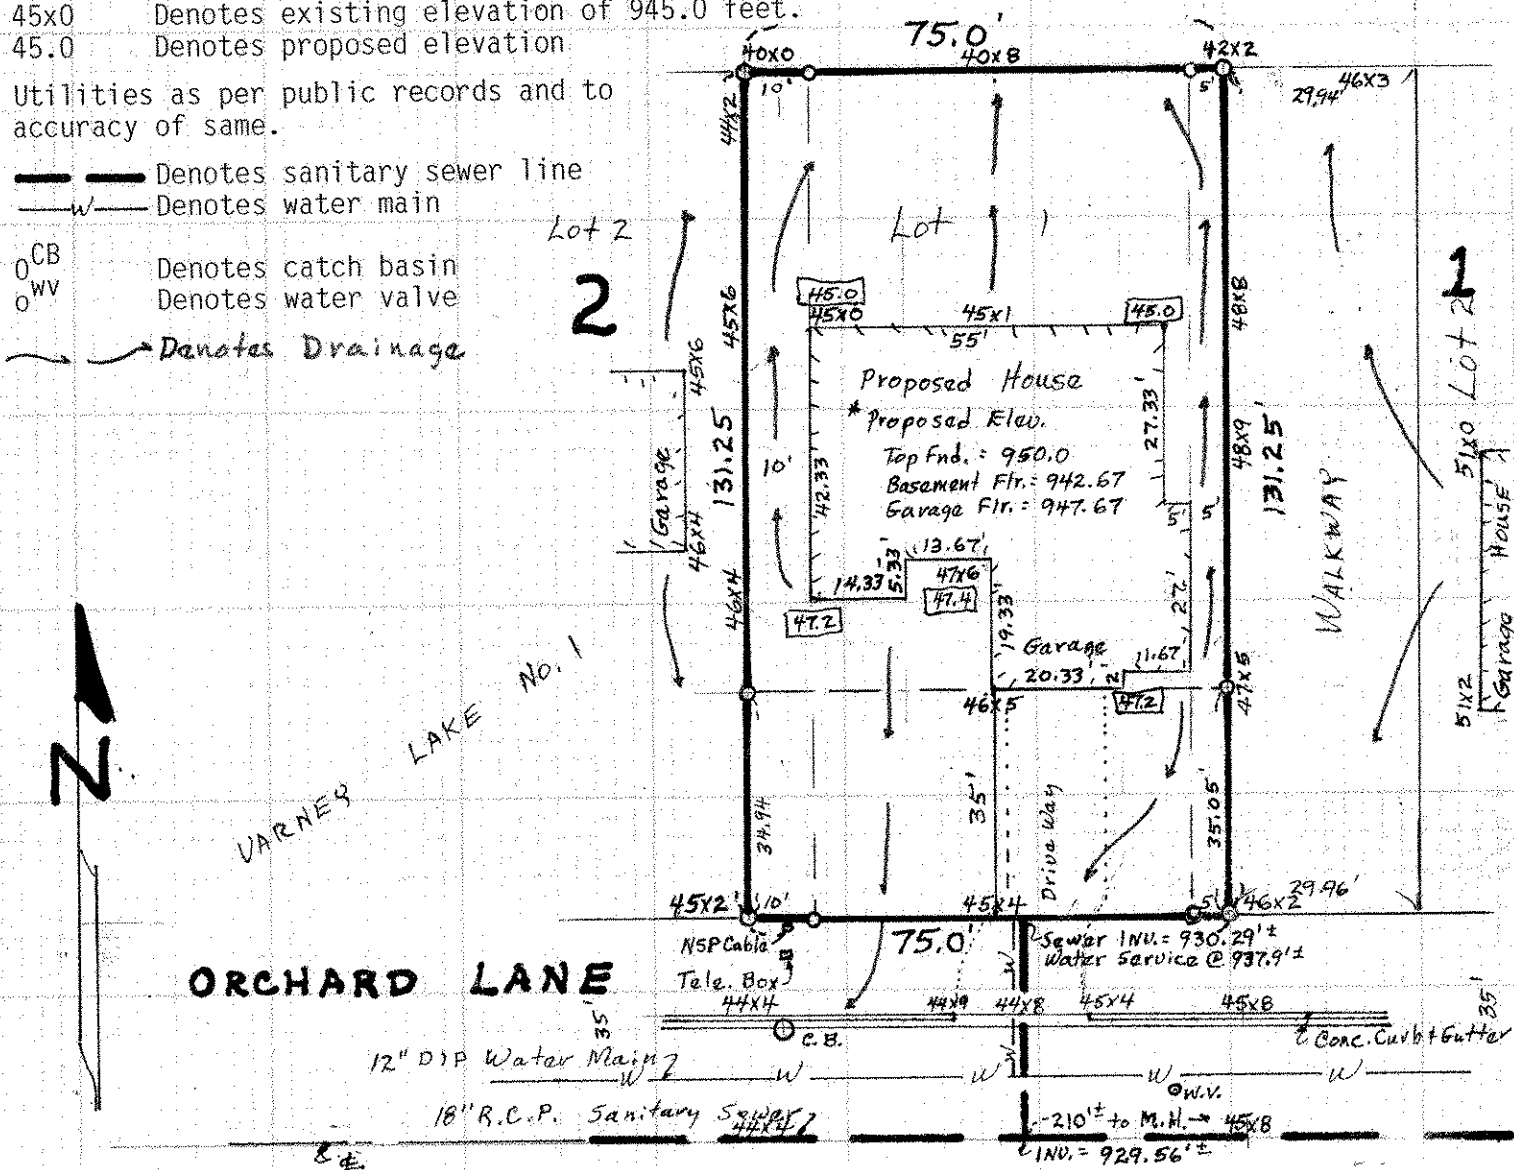 45x0 Denotes existing elevation of 945.0 feet.
45.0 Denotes proposed elevation
Utilities as per public records and to
accuracy of same.
Denotes sanitary sewer line
W Denotes water main
CB
Denotes catch basin
WV
Denotes water valve
Denotes Drainage
75.0'
40x0
40x8
42x2
10'
5'
29.94'
46x3
44x2
Lot 2
2
Lot 1
1
Lot 2
45x6
45.0
45x0
45x1
45.0
55'
48x8
Proposed House
* Proposed Elev.
Top Fnd. = 950.0
Basement Flr. = 942.67
Garage Flr. = 947.67
45x6
Garage
46x4
131.25
10'
42.33'
27.33'
48x9
131.25'
51x0
5'
5'
WALKWAY
House
Garage
51x2
13.67'
5.33
14.33
47x6
47.4
47.2
46x4
19.33'
27'
Garage
11.67
20.33'
2
47.2
46x5
47x5
N
VARNEY LAKE NO. 1
34.94
35'
Drive Way
35.05'
45x2
10'
45x4
5'
46x2
29.96'
75.0'
NSP Cable
Tele. Box
Sewer INV. = 930.29'±
Water Service @ 937.9'±
ORCHARD LANE
35'
44x4
44x9
44x8
45x4
45x8
35'
C.B.
Conc. Curb & Gutter
12" DIP Water Main
W
W
W
W
W
W
W
W.V.
18" R.C.P. Sanitary Sewer
44x4
210'± to M.H.
45x8
INV. = 929.56'±